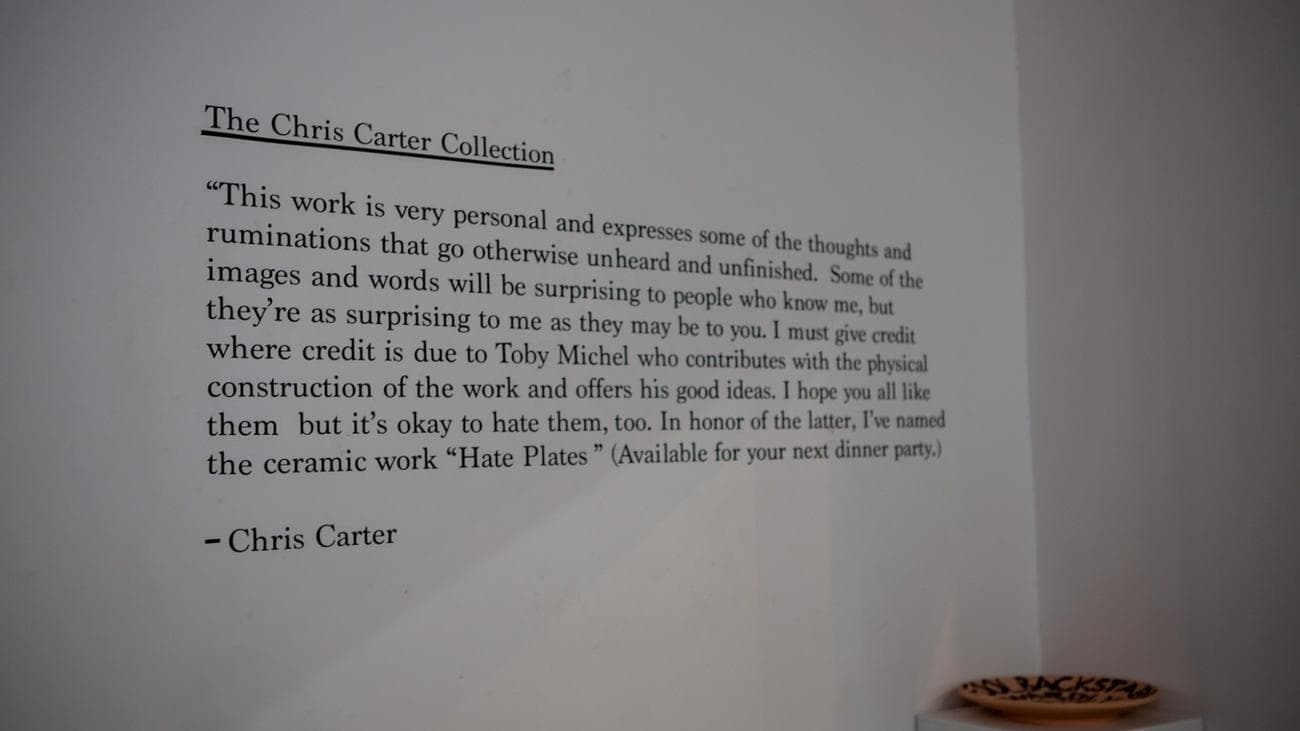 The Chris Carter Collection
“This work is very personal and expresses some of the thoughts and
ruminations that go otherwise unheard and unfinished. Some of the
images and words will be surprising to people who know me, but
they’re as surprising to me as they may be to you. I must give credit
where credit is due to Toby Michel who contributes with the physical
construction of the work and offers his good ideas. I hope you all like
them but it’s okay to hate them, too. In honor of the latter, I’ve named
the ceramic work “Hate Plates ” (Available for your next dinner party.)
– Chris Carter